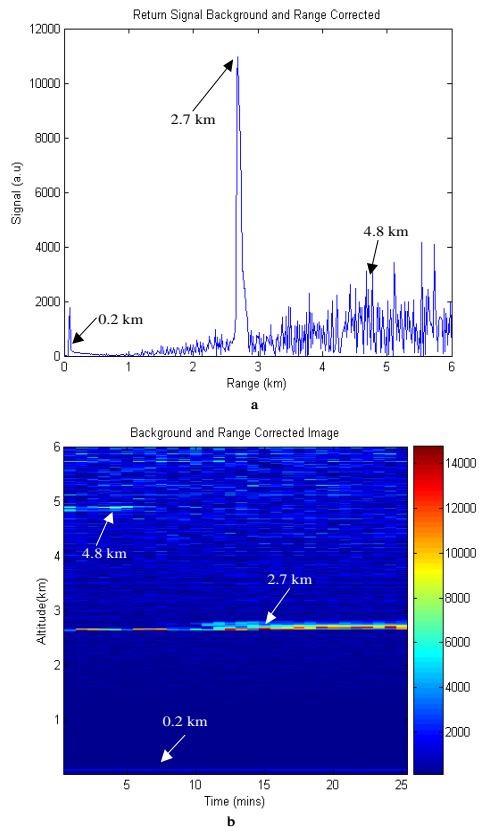 Return Signal Background and Range Corrected
12000
10000
8000
6000
4000
2000
0
Signal (a.u)
2.7 km
4.8 km
0.2 km
0 1 2 3 4 5 6
Range (km)
a
Background and Range Corrected Image
6
5
4
3
2
1
Altitude(km)
4.8 km
2.7 km
0.2 km
14000
12000
10000
8000
6000
4000
2000
5 10 15 20 25
Time (mins)
b